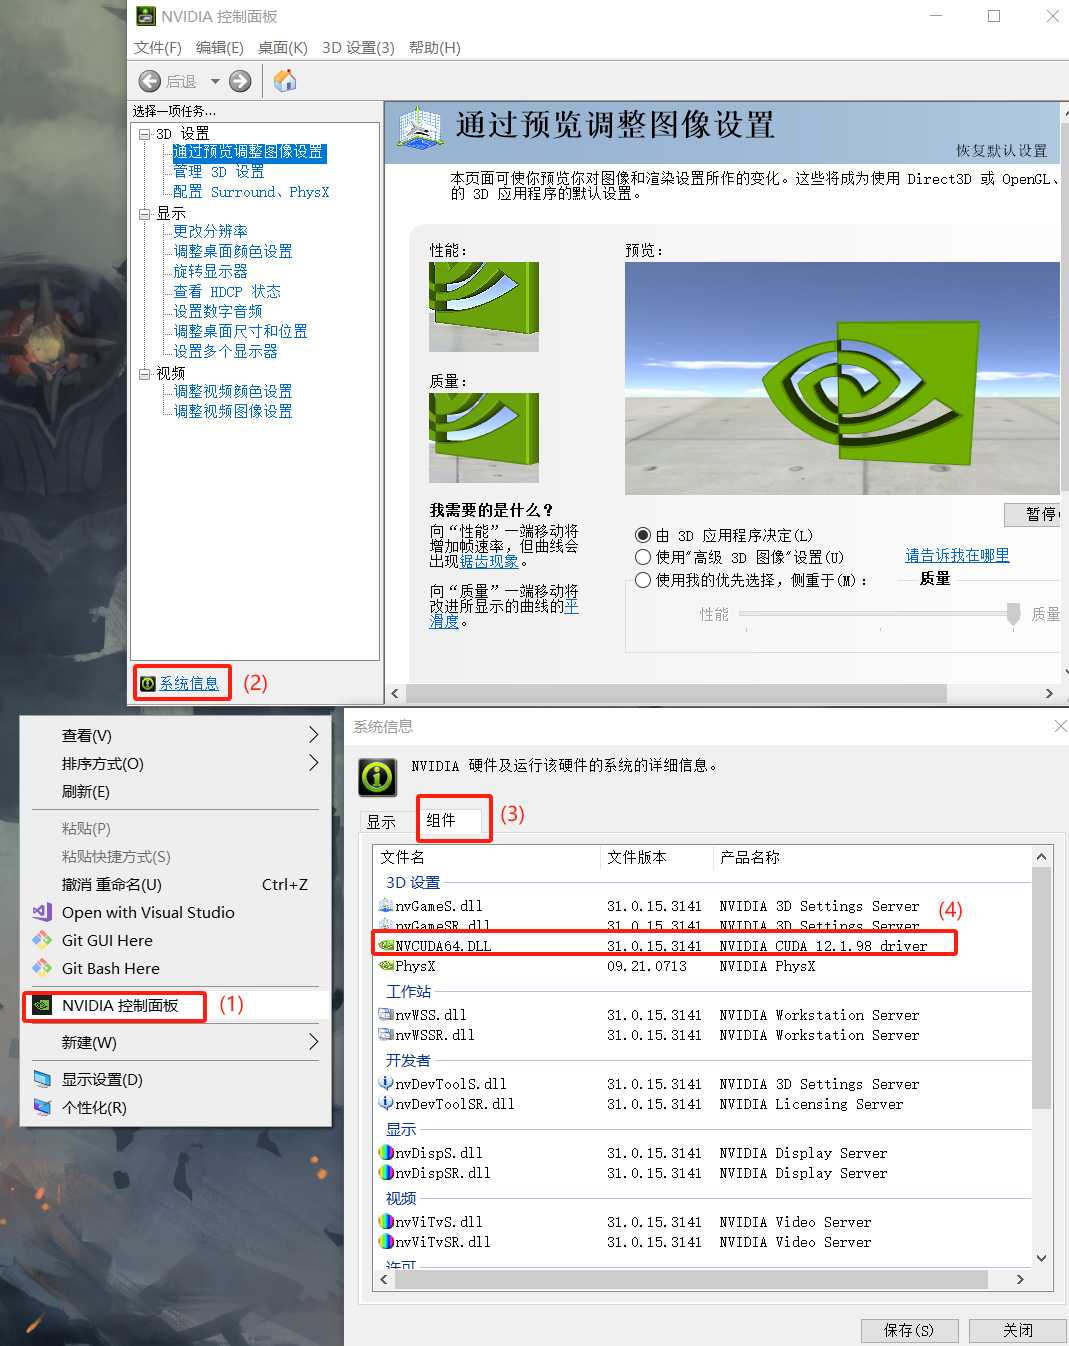 NVIDIA 控制面板
文件(F) 编辑(E) 桌面(K) 3D 设置(3) 帮助(H)
后退
选择一项任务...
3D 设置
通过预览调整图像设置
管理 3D 设置
配置 Surround、PhysX
显示
更改分辨率
调整桌面颜色设置
旋转显示器
查看 HDCP 状态
设置数字音频
调整桌面尺寸和位置
设置多个显示器
视频
调整视频颜色设置
调整视频图像设置
系统信息 (2)
通过预览调整图像设置
恢复默认设置
本页面可使你预览你对图像和渲染设置所作的变化。这些将成为使用 Direct3D 或 OpenGL、
的 3D 应用程序的默认设置。
性能：
质量：
我需要的是什么？
向“性能”一端移动将
增加帧速率，但曲线会
出现锯齿现象。
向“质量”一端移动将
改进所显示的曲线的平
滑度。
预览：
暂停
由 3D 应用程序决定(L)
使用"高级 3D 图像"设置(U) 请告诉我在哪里
使用我的优先选择，侧重于(M)： 质量
性能 质量
查看(V)
排序方式(O)
刷新(E)
粘贴(P)
粘贴快捷方式(S)
撤消 重命名(U) Ctrl+Z
Open with Visual Studio
Git GUI Here
Git Bash Here
NVIDIA 控制面板 (1)
新建(W)
显示设置(D)
个性化(R)
系统信息
NVIDIA 硬件及运行该硬件的系统的详细信息。
显示 组件 (3)
文件名 文件版本 产品名称
3D 设置
nvGameS.dll 31.0.15.3141 NVIDIA 3D Settings Server (4)
nvGameSR.dll 31.0.15.3141 NVIDIA 3D Settings Server
NVCUDA64.DLL 31.0.15.3141 NVIDIA CUDA 12.1.98 driver
PhysX 09.21.0713 NVIDIA PhysX
工作站
nvWSS.dll 31.0.15.3141 NVIDIA Workstation Server
nvWSSR.dll 31.0.15.3141 NVIDIA Workstation Server
开发者
nvDevToolS.dll 31.0.15.3141 NVIDIA 3D Settings Server
nvDevToolSR.dll 31.0.15.3141 NVIDIA Licensing Server
显示
nvDispS.dll 31.0.15.3141 NVIDIA Display Server
nvDispSR.dll 31.0.15.3141 NVIDIA Display Server
视频
nvViTvS.dll 31.0.15.3141 NVIDIA Video Server
nvViTvSR.dll 31.0.15.3141 NVIDIA Video Server
许可
保存(S) 关闭